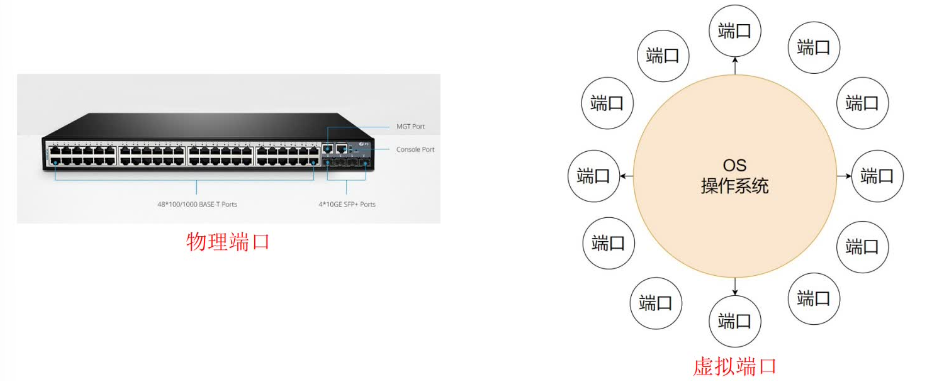 MGT Port
Console Port
48*100/1000 BASE-T Ports
4*10GE SFP+ Ports
物理端口
端口
端口
端口
端口
端口
端口
OS
操作系统
端口
端口
端口
端口
端口
端口
虚拟端口